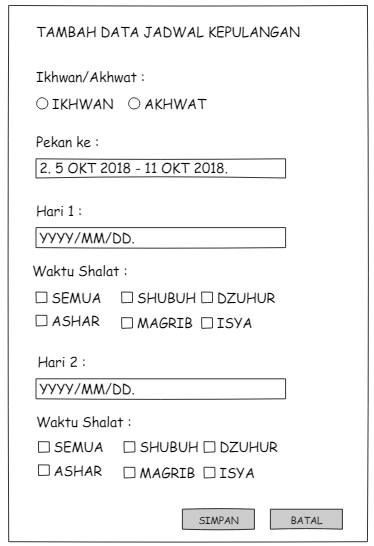 TAMBAH DATA JADWAL KEPULANGAN
Ikhwan/Akhwat :
IKHWAN AKHWAT
Pekan ke :
2. 5 OKT 2018 - 11 OKT 2018.
Hari 1 :
YYYY/MM/DD.
Waktu Shalat :
SEMUA SHUBUH DZUHUR
ASHAR MAGRIB ISYA
Hari 2 :
YYYY/MM/DD.
Waktu Shalat :
SEMUA SHUBUH DZUHUR
ASHAR MAGRIB ISYA
SIMPAN BATAL